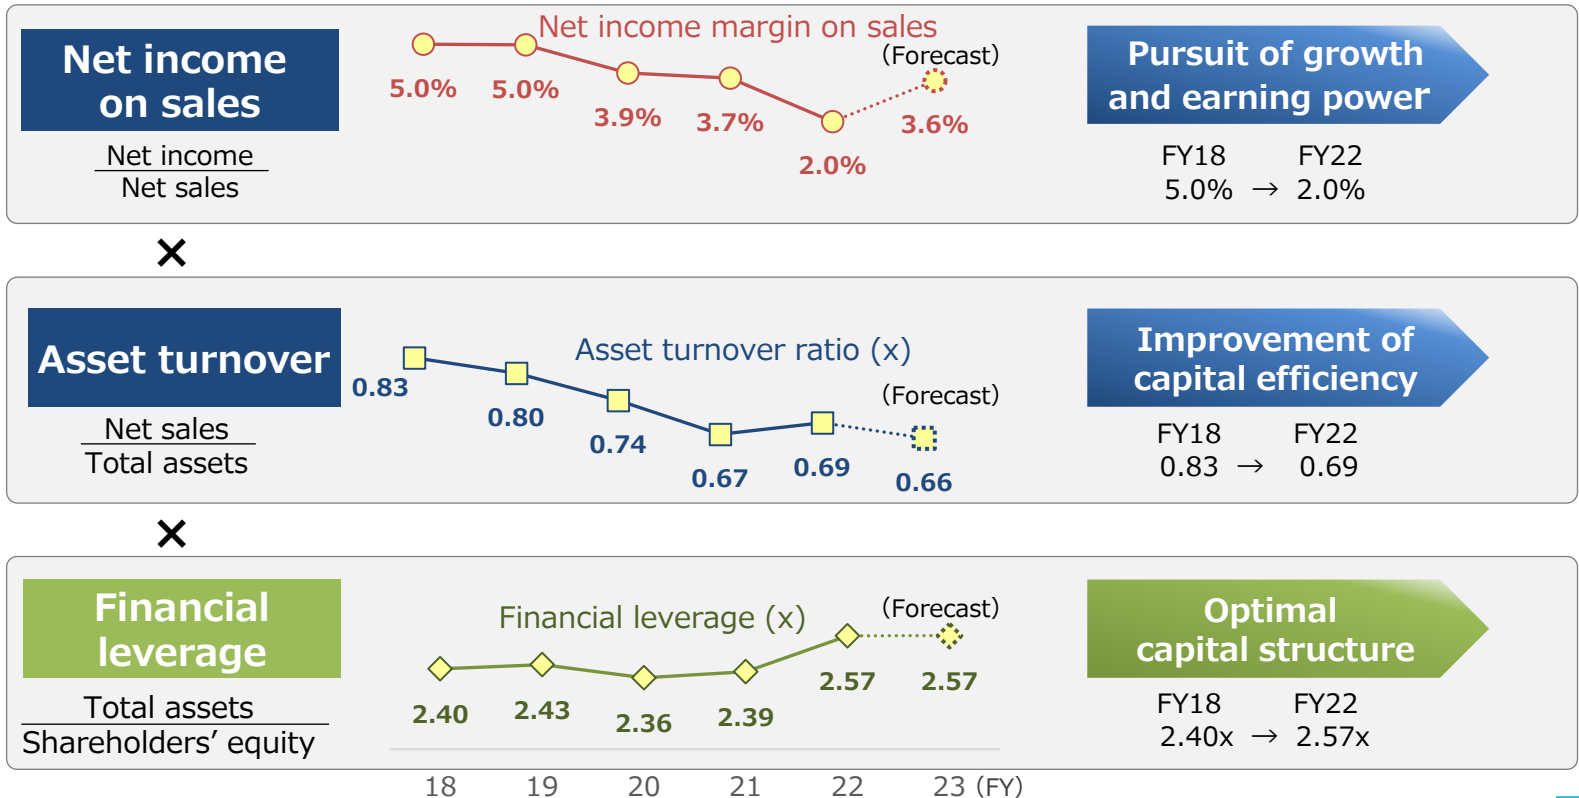 Net income
on sales
Net income
Net sales
Net income margin on sales
(Forecast)
5.0%
5.0%
3.9%
3.7%
2.0%
3.6%
Pursuit of growth
and earning power
FY18 FY22
5.0% → 2.0%
×
Asset turnover
Net sales
Total assets
Asset turnover ratio (x)
(Forecast)
0.83
0.80
0.74
0.67
0.69
0.66
Improvement of
capital efficiency
FY18 FY22
0.83 → 0.69
×
Financial
leverage
Total assets
Shareholders’ equity
Financial leverage (x)
(Forecast)
2.40
2.43
2.36
2.39
2.57
2.57
Optimal
capital structure
FY18 FY22
2.40x → 2.57x
18 19 20 21 22 23 (FY)